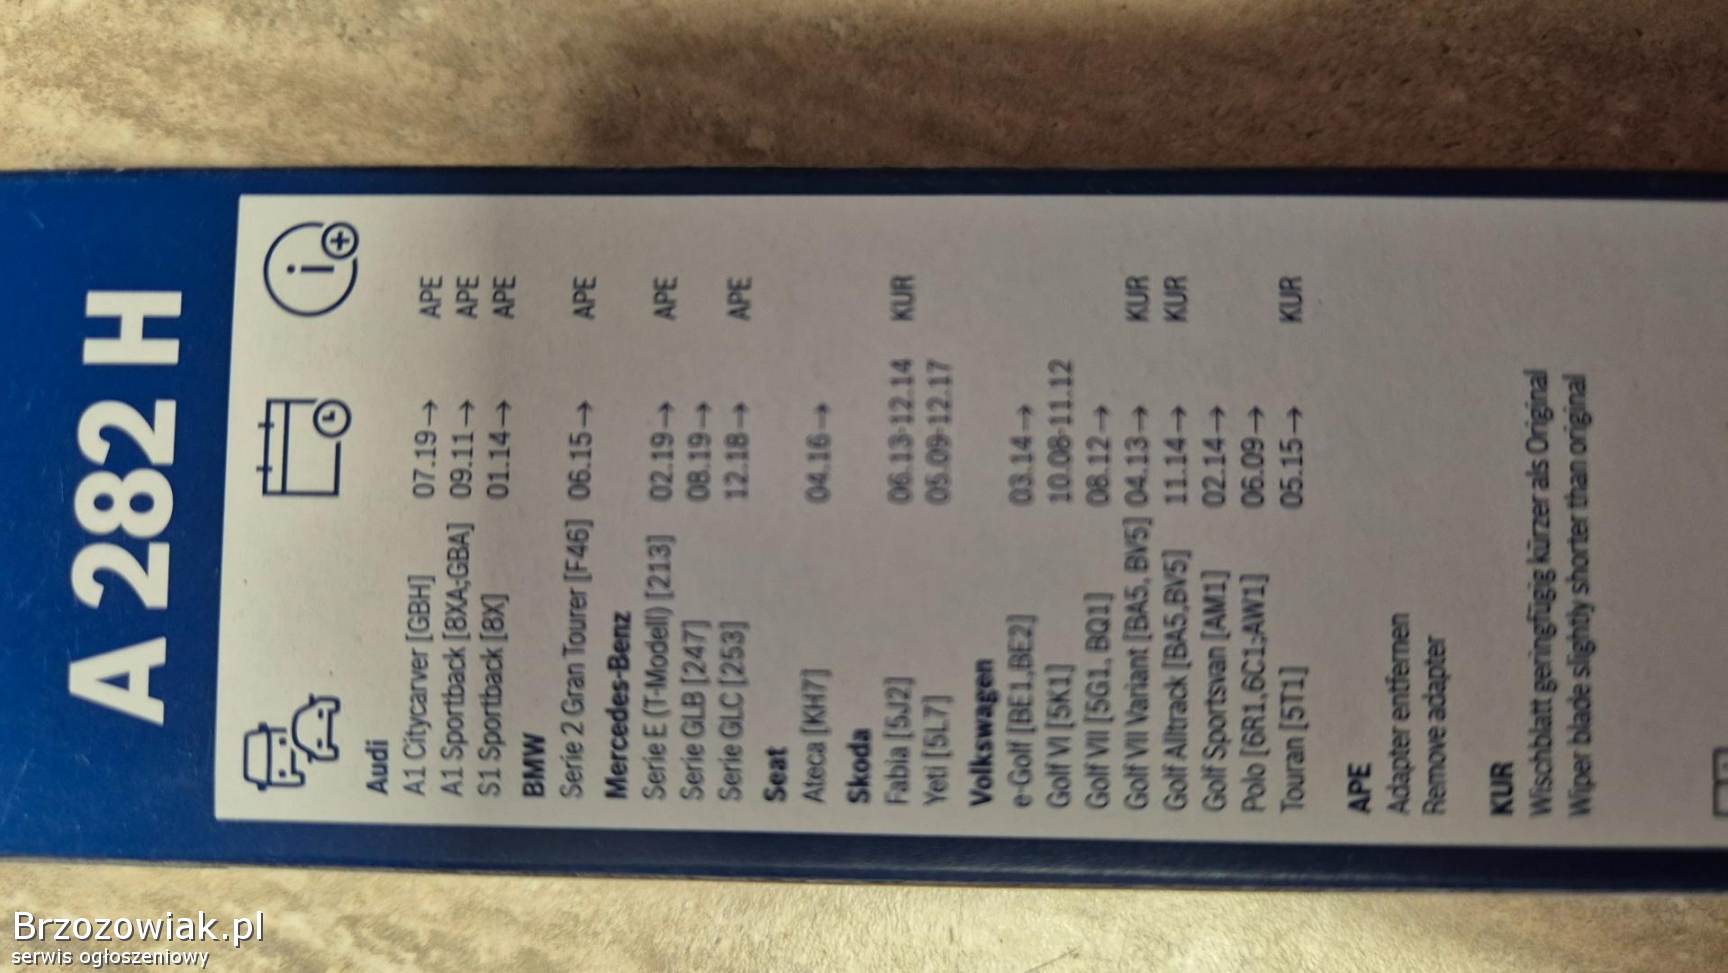 A 282 H
Audi
A1 Citycarver [GBH] 07.19→ APE
A1 Sportback [8XA;GBA] 09.11→ APE
S1 Sportback [8X] 01.14→ APE
BMW
Serie 2 Gran Tourer [F46] 06.15→ APE
Mercedes-Benz
Serie E (T-Modell) [213] 02.19→ APE
Serie GLB [247] 08.19→
Serie GLC [253] 12.18→ APE
Seat
Ateca [KH7] 04.16→
Skoda
Fabia [5J2] 06.13-12.14 KUR
Yeti [5L7] 05.09-12.17
Volkswagen
e-Golf [BE1,BE2] 03.14→
Golf VI [5K1] 10.08-11.12
Golf VII [5G1, BQ1] 08.12→
Golf VII Variant [BA5, BV5] 04.13→ KUR
Golf Alltrack [BA5,BV5] 11.14→ KUR
Golf Sportsvan [AM1] 02.14→
Polo [6R1,6C1;AW1] 06.09→
Touran [5T1] 05.15→ KUR
APE
Adapter entfernen
Remove adapter
KUR
Wischblatt geringfügig kürzer als Original
Wiper blade slightly shorter than original
Brzozowiak.pl
serwis ogłoszeniowy